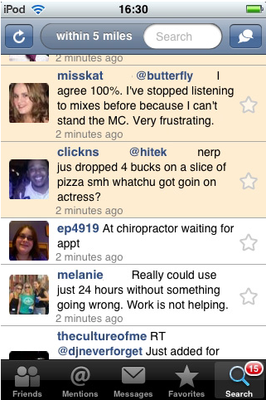 iPod 16:30
within 5 miles Search
2 minutes ago
misskat @butterfly I
agree 100%. I've stopped listening
to mixes before because I can't
stand the MC. Very frustrating.
2 minutes ago
clickns @hitek nerp
jus dropped 4 bucks on a slice of
pizza smh whatchu got goin on
actress?
2 minutes ago
ep4919 At chiropractor waiting for
appt
2 minutes ago
melanie Really could use
just 24 hours without something
going wrong. Work is not helping.
2 minutes ago
thecultureofme RT
@djneverforget Just added for
15
Friends Mentions Messages Favorites Search